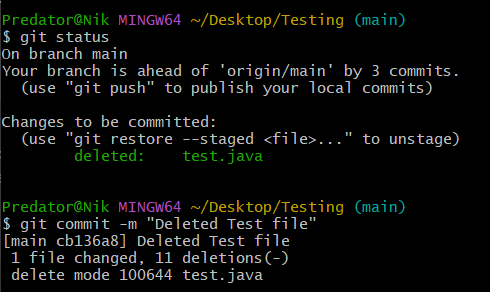 Predator@Nik MINGW64 ~/Desktop/Testing (main)
$ git status
On branch main
Your branch is ahead of 'origin/main' by 3 commits.
  (use "git push" to publish your local commits)

Changes to be committed:
  (use "git restore --staged <file>..." to unstage)
        deleted:    test.java

Predator@Nik MINGW64 ~/Desktop/Testing (main)
$ git commit -m "Deleted Test file"
[main cb136a8] Deleted Test file
 1 file changed, 11 deletions(-)
 delete mode 100644 test.java